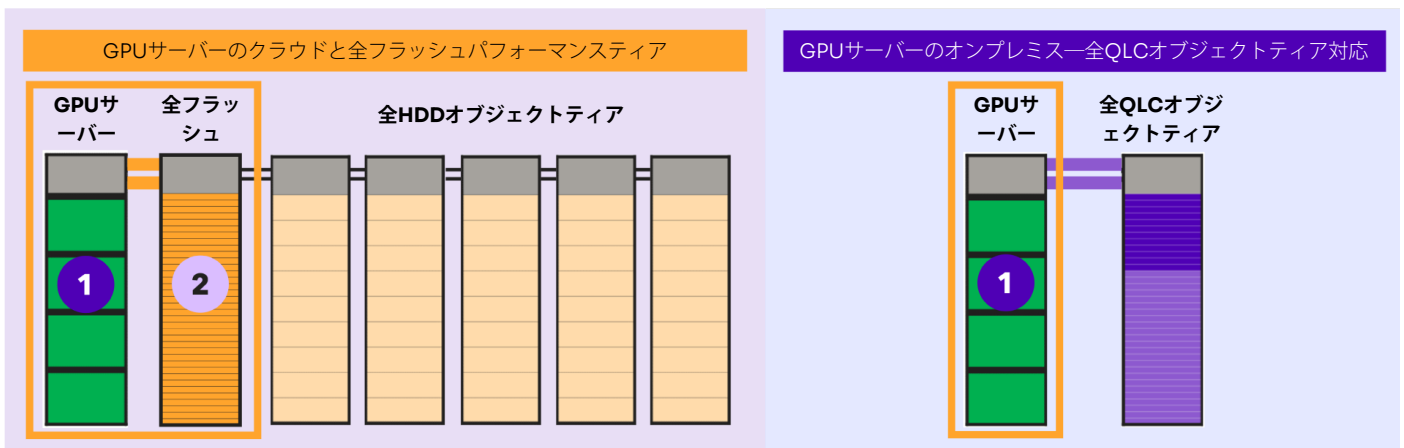 GPUサーバーのクラウドと全フラッシュパフォーマンスティア
GPUサ
ーバー
全フラッ
シュ
全HDDオブジェクトティア
1
2
GPUサーバーのオンプレミス—全QLCオブジェクトティア対応
GPUサ
ーバー
全QLCオブジ
ェクトティア
1